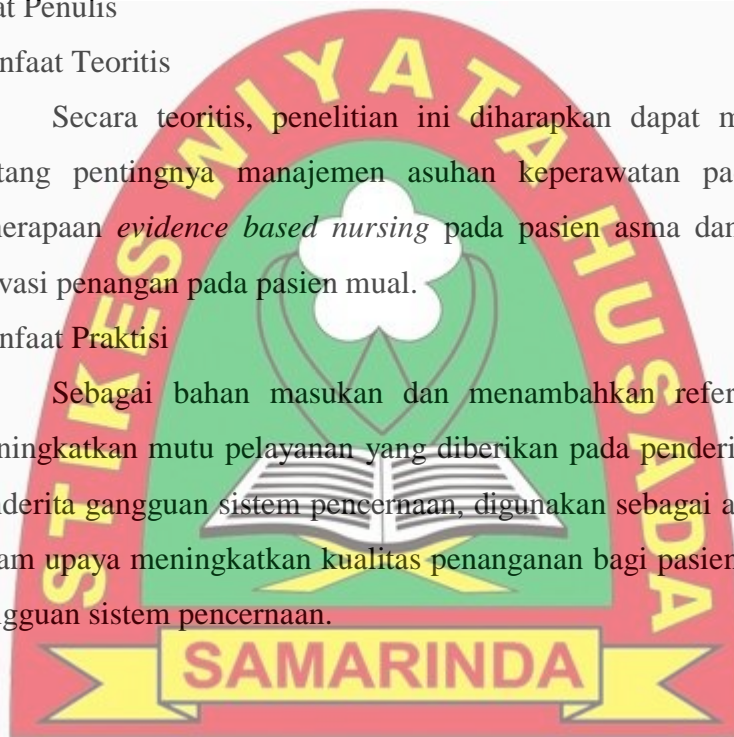 at Penulis
nfaat Teoritis
Secara teoritis, penelitian ini diharapkan dapat m
tang pentingnya manajemen asuhan keperawatan pa
nerapaan evidence based nursing pada pasien asma dan
vasi penangan pada pasien mual.
nfaat Praktisi
Sebagai bahan masukan dan menambahkan refer
ningkatkan mutu pelayanan yang diberikan pada penderi
nderita gangguan sistem pencernaan, digunakan sebagai a
am upaya meningkatkan kualitas penanganan bagi pasien
ngguan sistem pencernaan.
STIKES WIYATA HUSADA
SAMARINDA